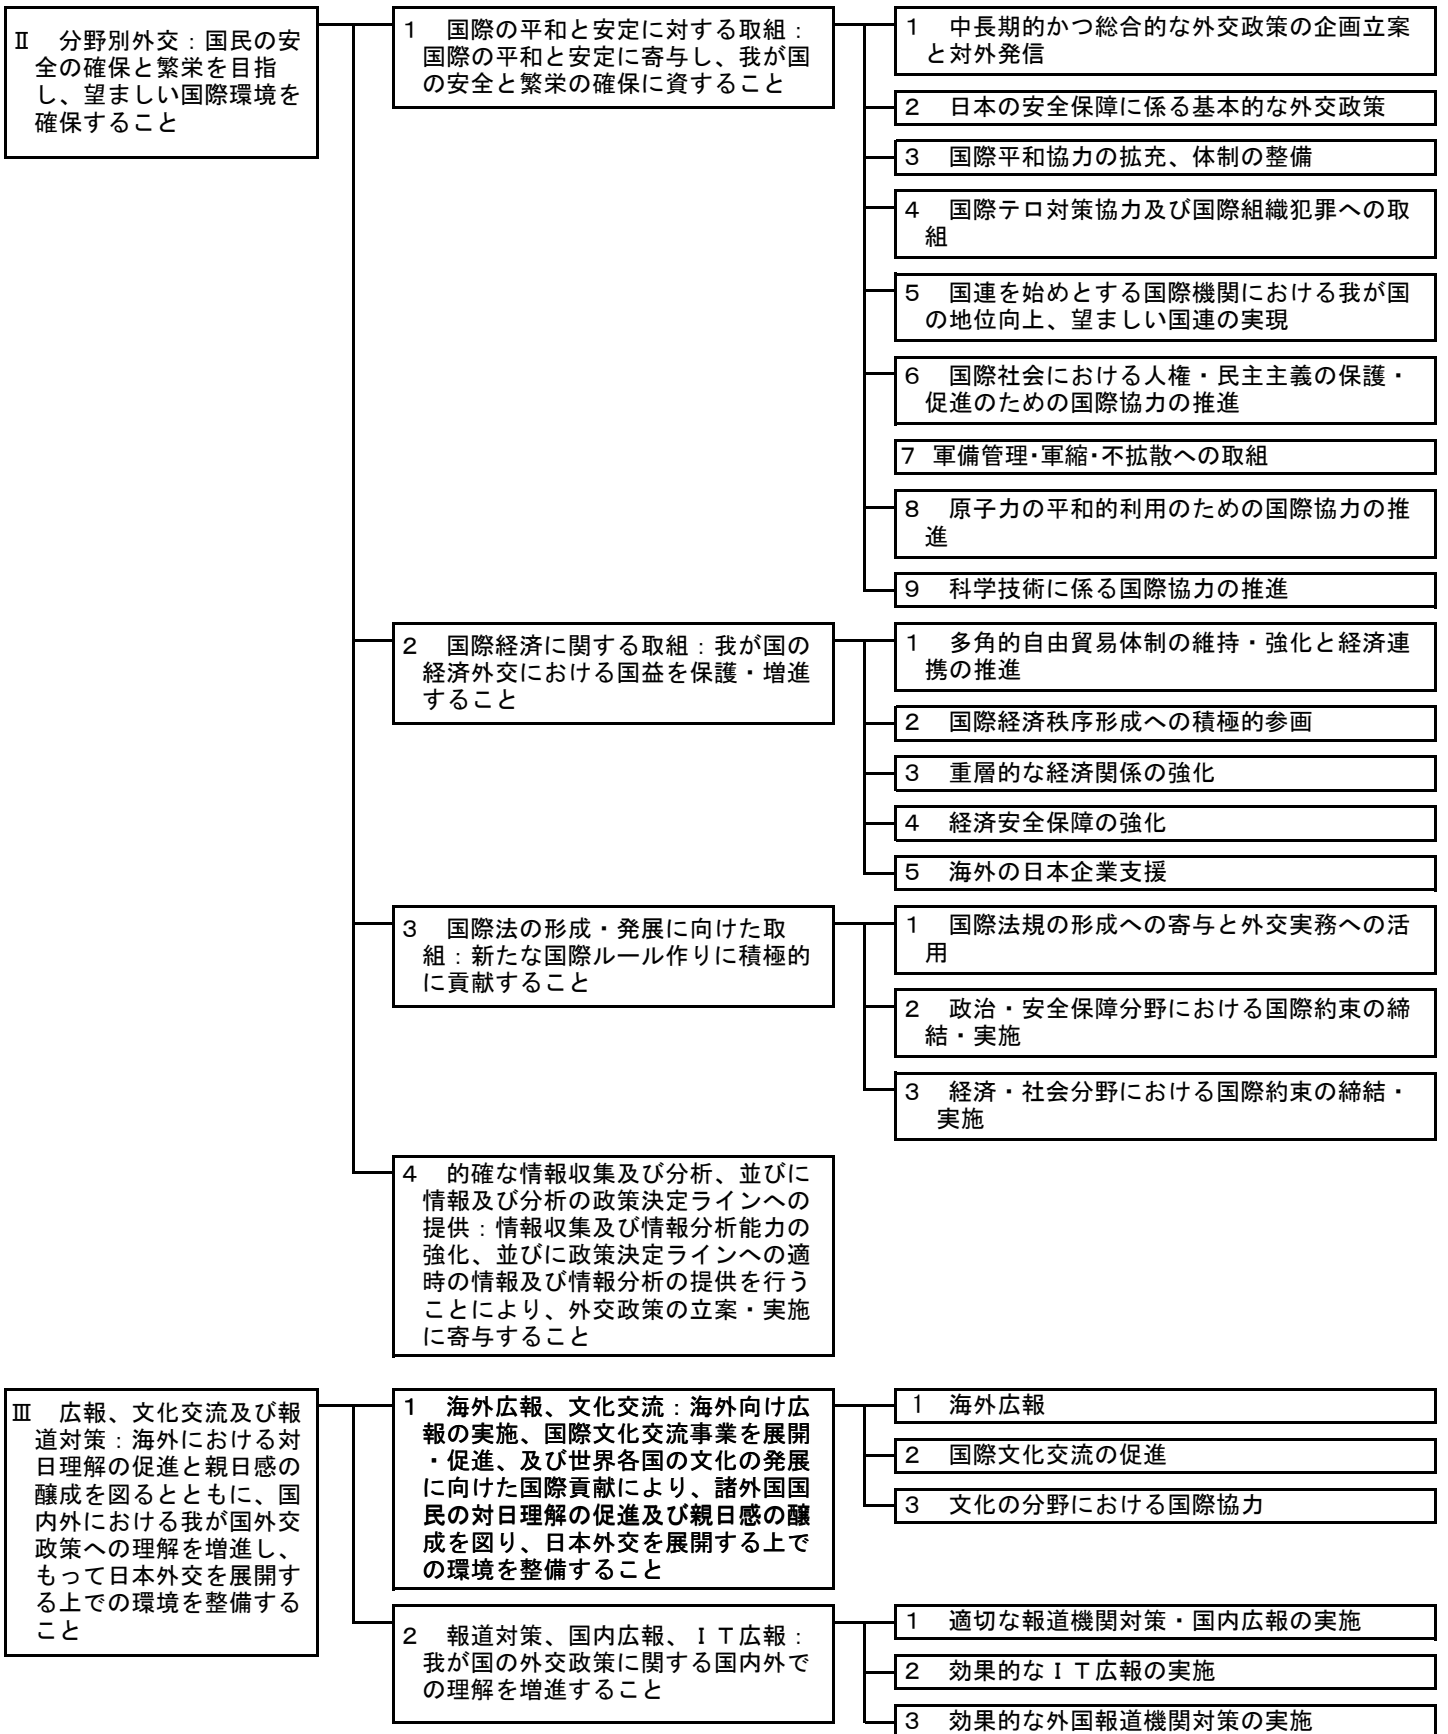 Ⅱ　分野別外交：国民の安
全の確保と繁栄を目指
し、望ましい国際環境を
確保すること
１　国際の平和と安定に対する取組：
国際の平和と安定に寄与し、我が国
の安全と繁栄の確保に資すること
１　中長期的かつ総合的な外交政策の企画立案
と対外発信
２　日本の安全保障に係る基本的な外交政策
３　国際平和協力の拡充、体制の整備
４　国際テロ対策協力及び国際組織犯罪への取
組
５　国連を始めとする国際機関における我が国
の地位向上、望ましい国連の実現
６　国際社会における人権・民主主義の保護・
促進のための国際協力の推進
７ 軍備管理・軍縮・不拡散への取組
８　原子力の平和的利用のための国際協力の推
進
９　科学技術に係る国際協力の推進
２　国際経済に関する取組：我が国の
経済外交における国益を保護・増進
すること
１　多角的自由貿易体制の維持・強化と経済連
携の推進
２　国際経済秩序形成への積極的参画
３　重層的な経済関係の強化
４　経済安全保障の強化
５　海外の日本企業支援
３　国際法の形成・発展に向けた取
組：新たな国際ルール作りに積極的
に貢献すること
１　国際法規の形成への寄与と外交実務への活
用
２　政治・安全保障分野における国際約束の締
結・実施
３　経済・社会分野における国際約束の締結・
実施
４　的確な情報収集及び分析、並びに
情報及び分析の政策決定ラインへの
提供：情報収集及び情報分析能力の
強化、並びに政策決定ラインへの適
時の情報及び情報分析の提供を行う
ことにより、外交政策の立案・実施
に寄与すること
Ⅲ　広報、文化交流及び報
道対策：海外における対
日理解の促進と親日感の
醸成を図るとともに、国
内外における我が国外交
政策への理解を増進し、
もって日本外交を展開す
る上での環境を整備する
こと
１　海外広報、文化交流：海外向け広
報の実施、国際文化交流事業を展開
・促進、及び世界各国の文化の発展
に向けた国際貢献により、諸外国国
民の対日理解の促進及び親日感の醸
成を図り、日本外交を展開する上で
の環境を整備すること
１　海外広報
２　国際文化交流の促進
３　文化の分野における国際協力
２　報道対策、国内広報、ＩＴ広報：
我が国の外交政策に関する国内外で
の理解を増進すること
１　適切な報道機関対策・国内広報の実施
２　効果的なＩＴ広報の実施
３　効果的な外国報道機関対策の実施